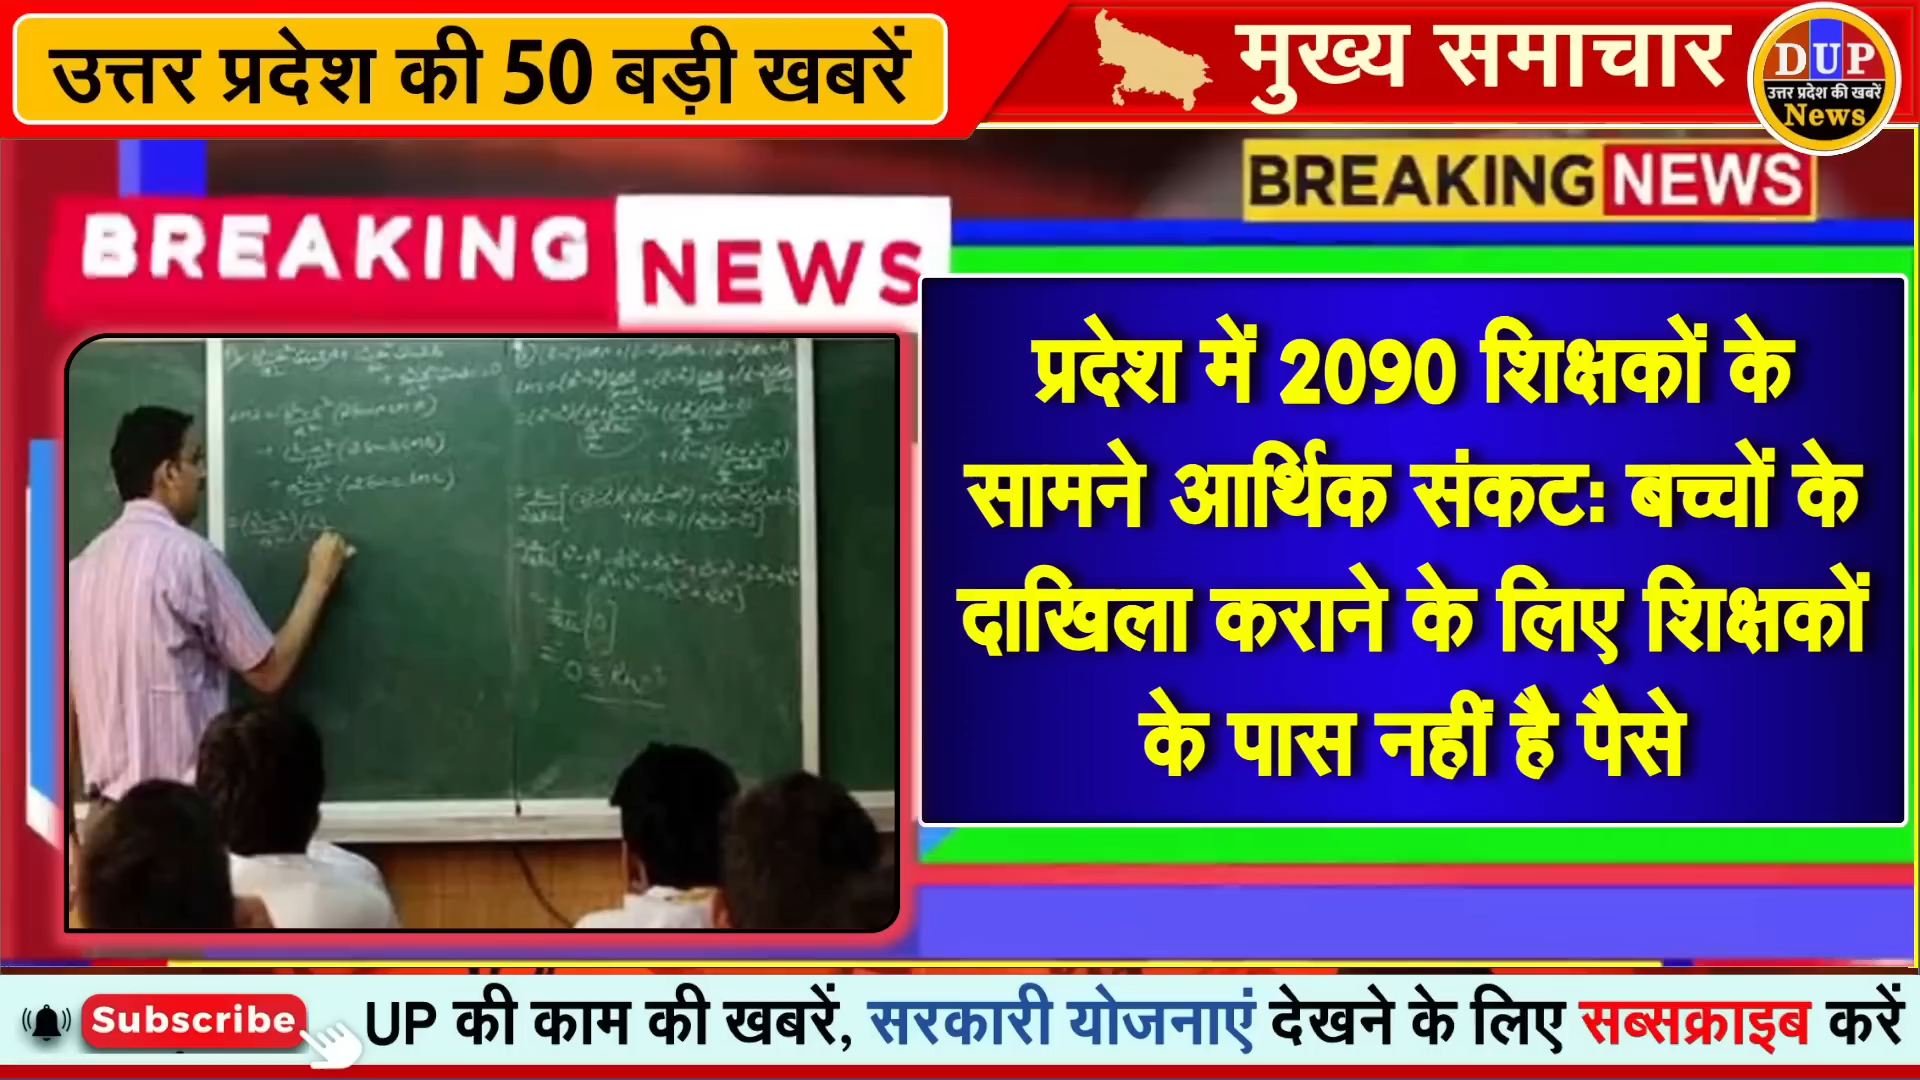 उत्तर प्रदेश की 50 बड़ी खबरें
मुख्य समाचार
DUP
उत्तर प्रदेश की खबरें
News
BREAKING NEWS
BREAKING NEWS
प्रदेश में 2090 शिक्षकों के
सामने आर्थिक संकटः बच्चों के
दाखिला कराने के लिए शिक्षकों
के पास नहीं है पैसे
Subscribe
UP की काम की खबरें, सरकारी योजनाएं देखने के लिए सब्सक्राइब करें